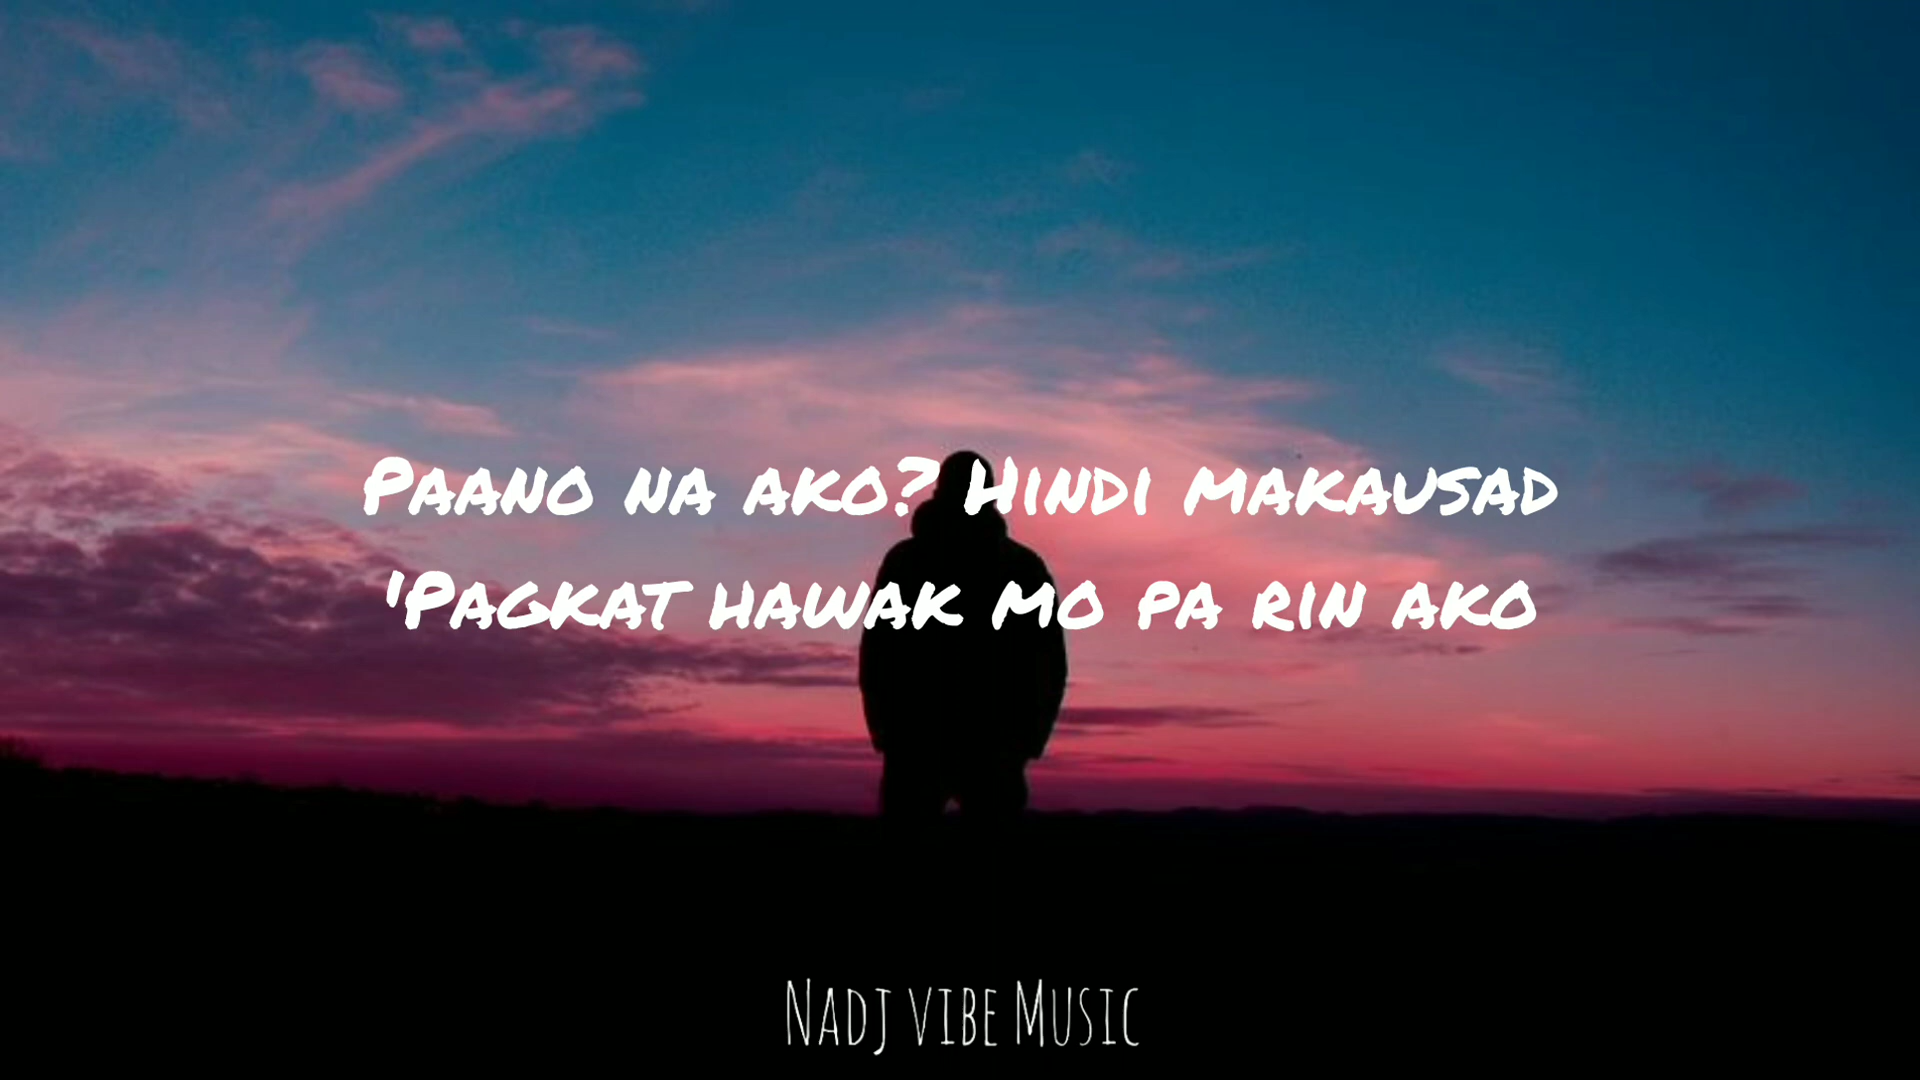 Paano na ako? Hindi makausad
'Pagkat hawak mo pa rin ako
Nadj vibe Music